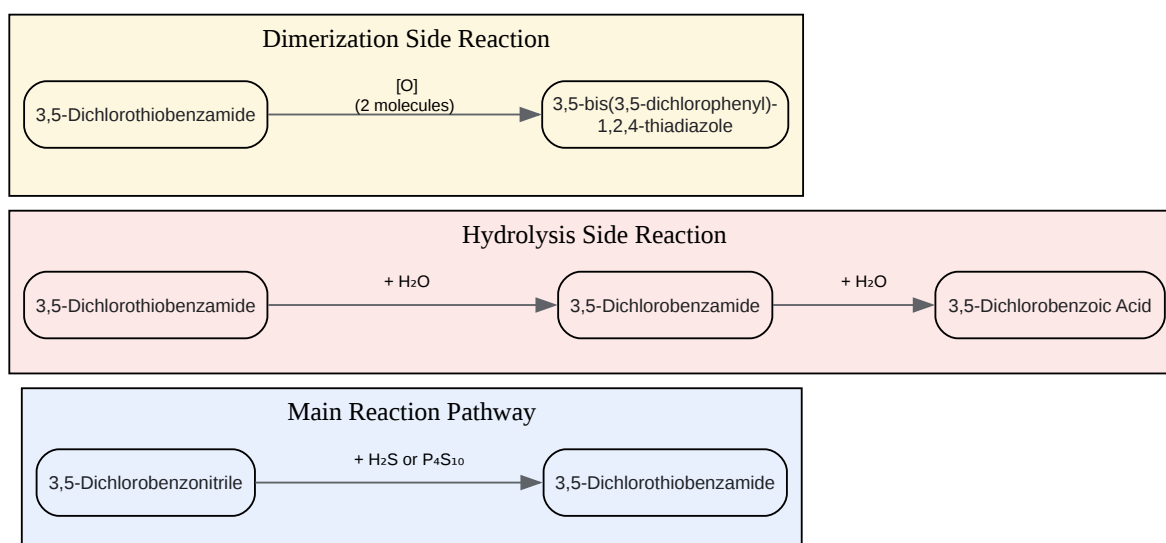 Dimerization Side Reaction
3,5-Dichlorothiobenzamide
[O]
(2 molecules)
3,5-bis(3,5-dichlorophenyl)-
1,2,4-thiadiazole
Hydrolysis Side Reaction
3,5-Dichlorothiobenzamide
+ H₂O
3,5-Dichlorobenzamide
+ H₂O
3,5-Dichlorobenzoic Acid
Main Reaction Pathway
3,5-Dichlorobenzonitrile
+ H₂S or P₄S₁₀
3,5-Dichlorothiobenzamide